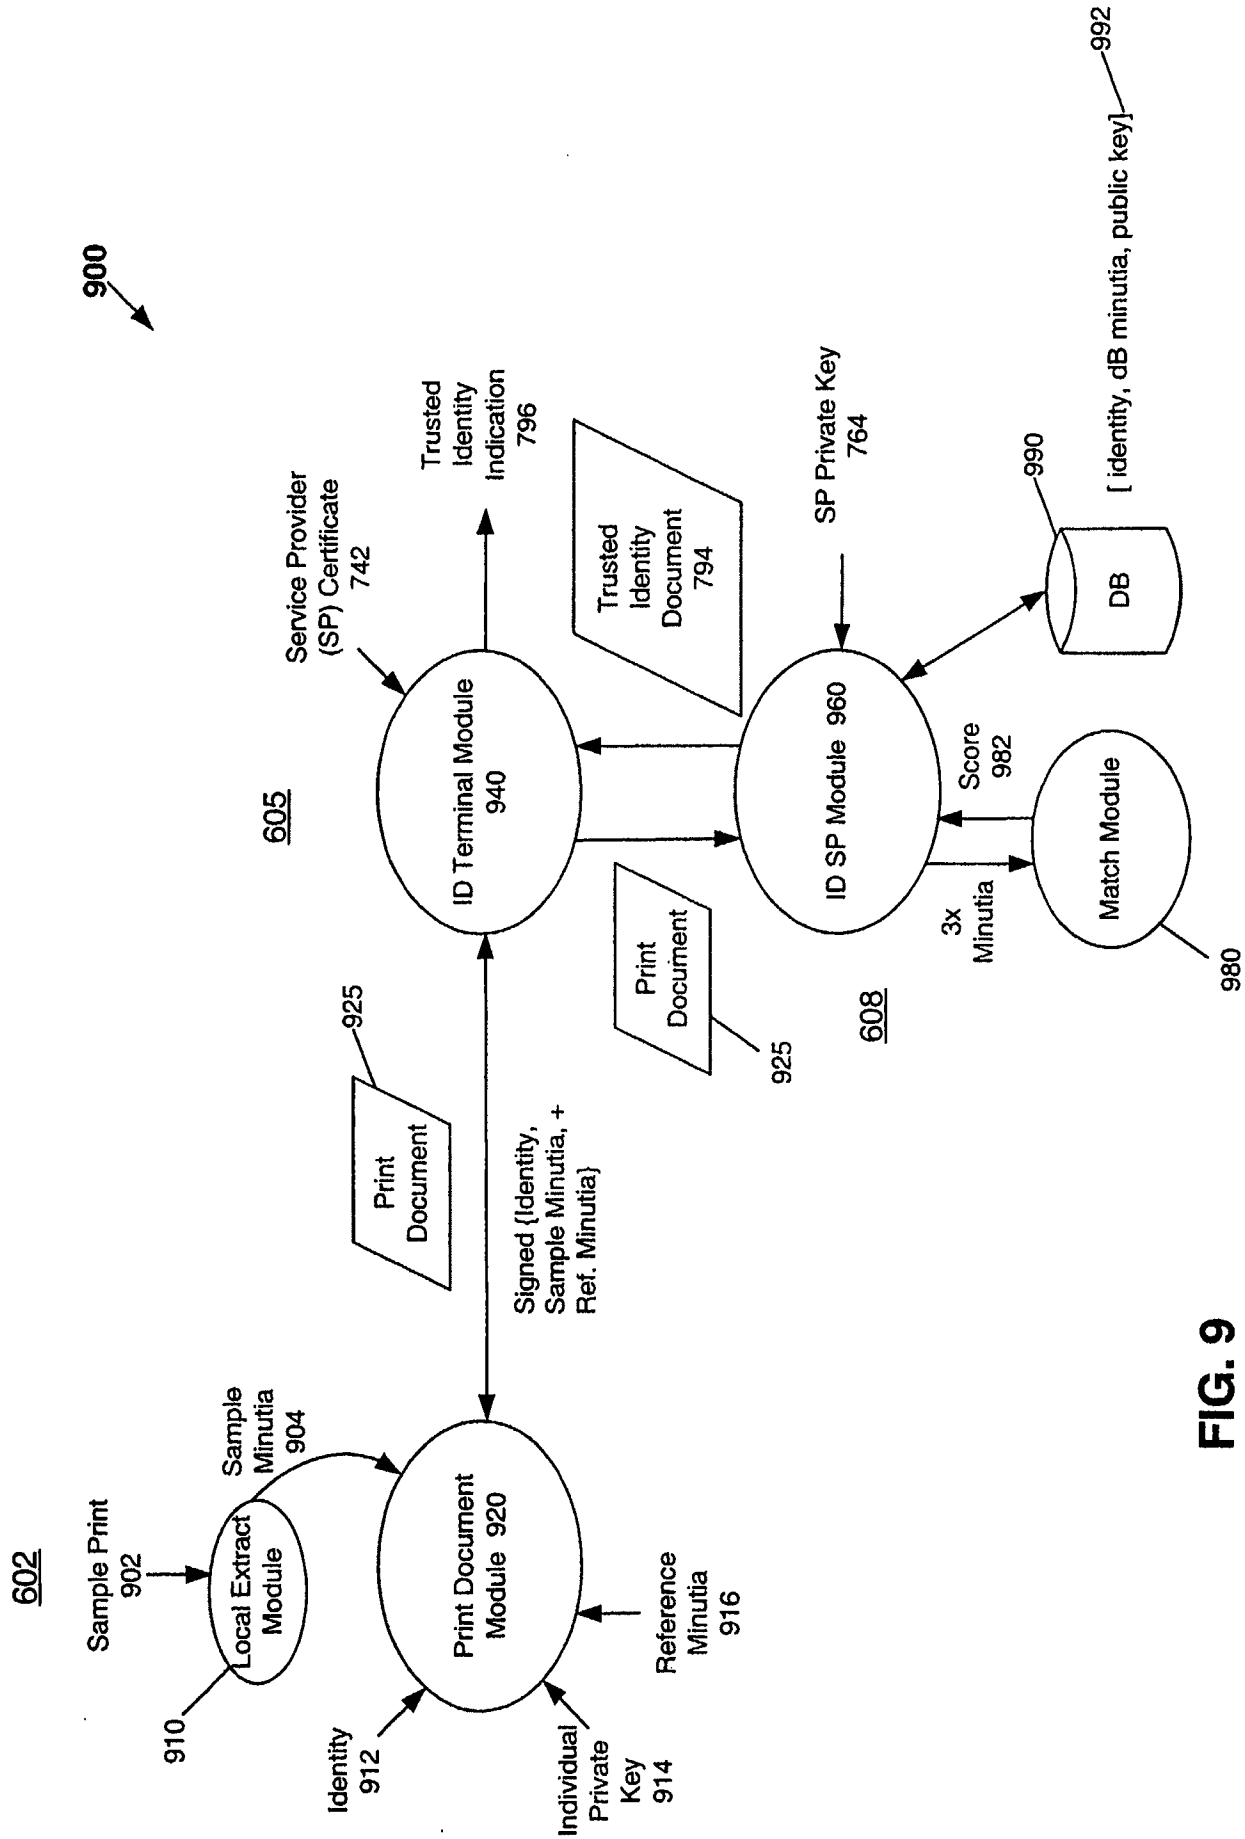 900
602
Sample Print
902
910
Local Extract
Module
Sample
Minutia
904
Identity
912
Individual
Private
Key
914
Print Document
Module 920
Reference
Minutia
916
Print
Document
925
Signed {Identity,
Sample Minutia, +
Ref. Minutia}
605
Service Provider
(SP) Certificate
742
ID Terminal Module
940
Trusted
Identity
Indication
796
Print
Document
925
Trusted
Identity
Document
794
608
ID SP Module 960
SP Private Key
764
3x
Minutia
Score
982
Match Module
980
DB
990
[ identity, dB minutia, public key]
992
FIG. 9